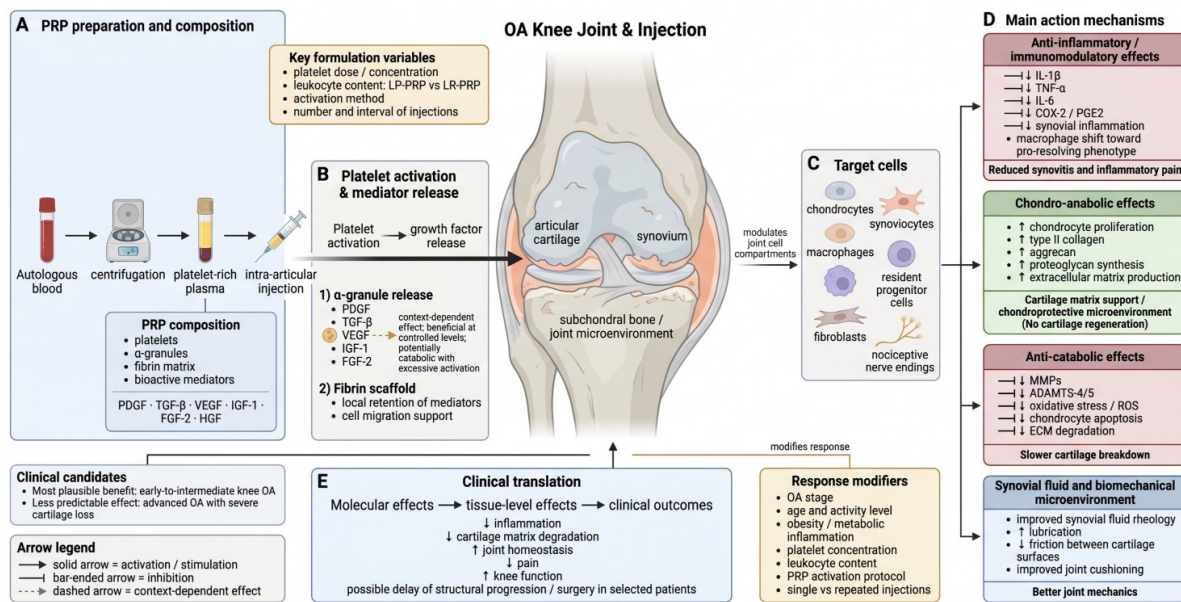 A PRP preparation and composition
Autologous
blood
centrifugation
platelet-rich
plasma
intra-articular
injection
PRP composition
• platelets
• α-granules
• fibrin matrix
• bioactive mediators
PDGF · TGF-β · VEGF · IGF-1 ·
FGF-2 · HGF
Key formulation variables
• platelet dose / concentration
• leukocyte content: LP-PRP vs LR-PRP
• activation method
• number and interval of injections
B Platelet activation
& mediator release
Platelet
activation
growth factor
release
1) α-granule release
• PDGF
• TGF-β
• VEGF
• IGF-1
• FGF-2
context-dependent
effect; beneficial at
controlled levels;
potentially
catabolic with
excessive activation
2) Fibrin scaffold
• local retention of mediators
• cell migration support
OA Knee Joint & Injection
articular
cartilage
synovium
subchondral bone /
joint microenvironment
modulates
joint cell
compartments
C Target cells
chondrocytes
synoviocytes
macrophages
resident
progenitor
cells
fibroblasts
nociceptive
nerve endings
D Main action mechanisms
Anti-inflammatory /
immunomodulatory effects
↓ IL-1β
↓ TNF-α
↓ IL-6
↓ COX-2 / PGE2
↓ synovial inflammation
• macrophage shift toward
pro-resolving phenotype
Reduced synovitis and inflammatory pain
Chondro-anabolic effects
• ↑ chondrocyte proliferation
• ↑ type II collagen
• ↑ aggrecan
• ↑ proteoglycan synthesis
• ↑ extracellular matrix production
Cartilage matrix support /
chondroprotective microenvironment
(No cartilage regeneration)
Anti-catabolic effects
↓ MMPs
↓ ADAMTS-4/5
↓ oxidative stress / ROS
↓ chondrocyte apoptosis
↓ ECM degradation
Slower cartilage breakdown
Synovial fluid and biomechanical
microenvironment
• improved synovial fluid rheology
• ↑ lubrication
• ↓ friction between cartilage
surfaces
• improved joint cushioning
Better joint mechanics
Clinical candidates
• Most plausible benefit: early-to-intermediate knee OA
• Less predictable effect: advanced OA with severe
cartilage loss
Arrow legend
solid arrow = activation / stimulation
bar-ended arrow = inhibition
dashed arrow = context-dependent effect
E Clinical translation
Molecular effects → tissue-level effects → clinical outcomes
↓ inflammation
↓ cartilage matrix degradation
↑ joint homeostasis
↓ pain
↑ knee function
possible delay of structural progression / surgery in selected patients
modifies response
Response modifiers
• OA stage
• age and activity level
• obesity / metabolic
inflammation
• platelet concentration
• leukocyte content
• PRP activation protocol
• single vs repeated injections